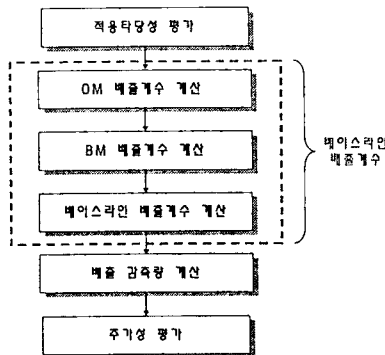 적용타당성 평가
OM 배출계수 계산
BM 배출계수 계산
베이스라인 배출계수 계산
베이스라인
배출계수
배출 감축량 계산
추가성 평가